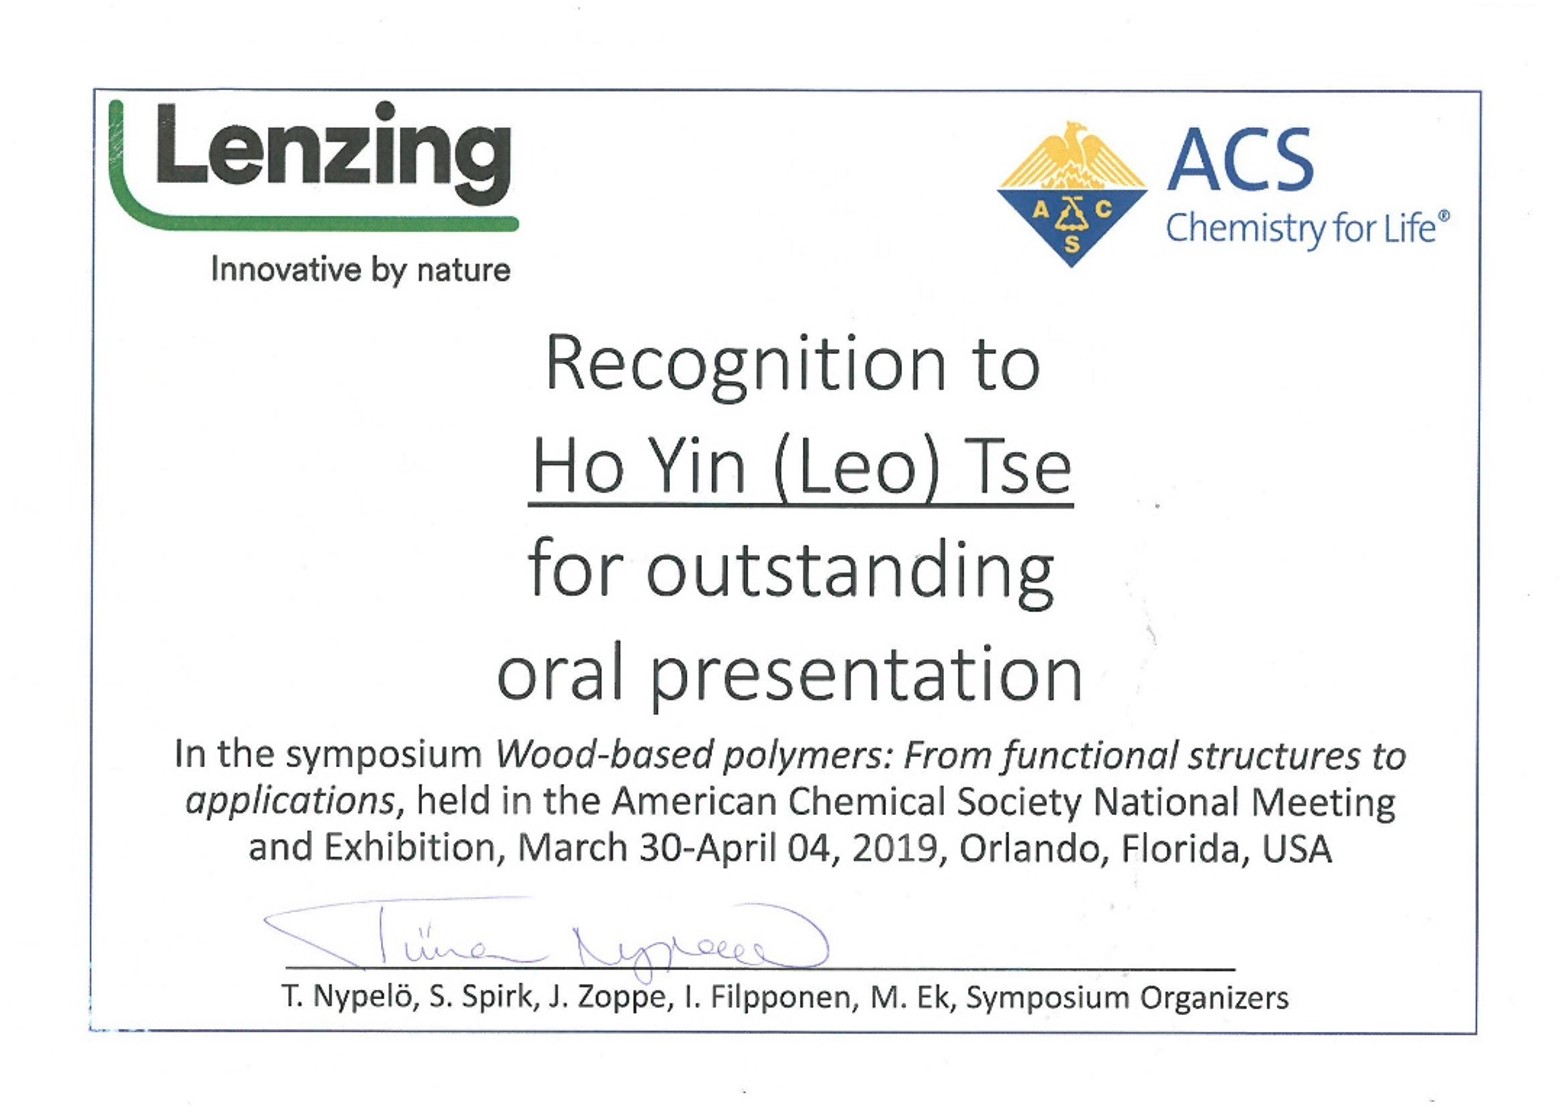 Lenzing
Innovative by nature
ACS
Chemistry for Life®
A C S
Recognition to
Ho Yin (Leo) Tse
for outstanding
oral presentation
In the symposium Wood-based polymers: From functional structures to
applications, held in the American Chemical Society National Meeting
and Exhibition, March 30-April 04, 2019, Orlando, Florida, USA
Tiina Nypelö
T. Nypelö, S. Spirk, J. Zoppe, I. Filpponen, M. Ek, Symposium Organizers